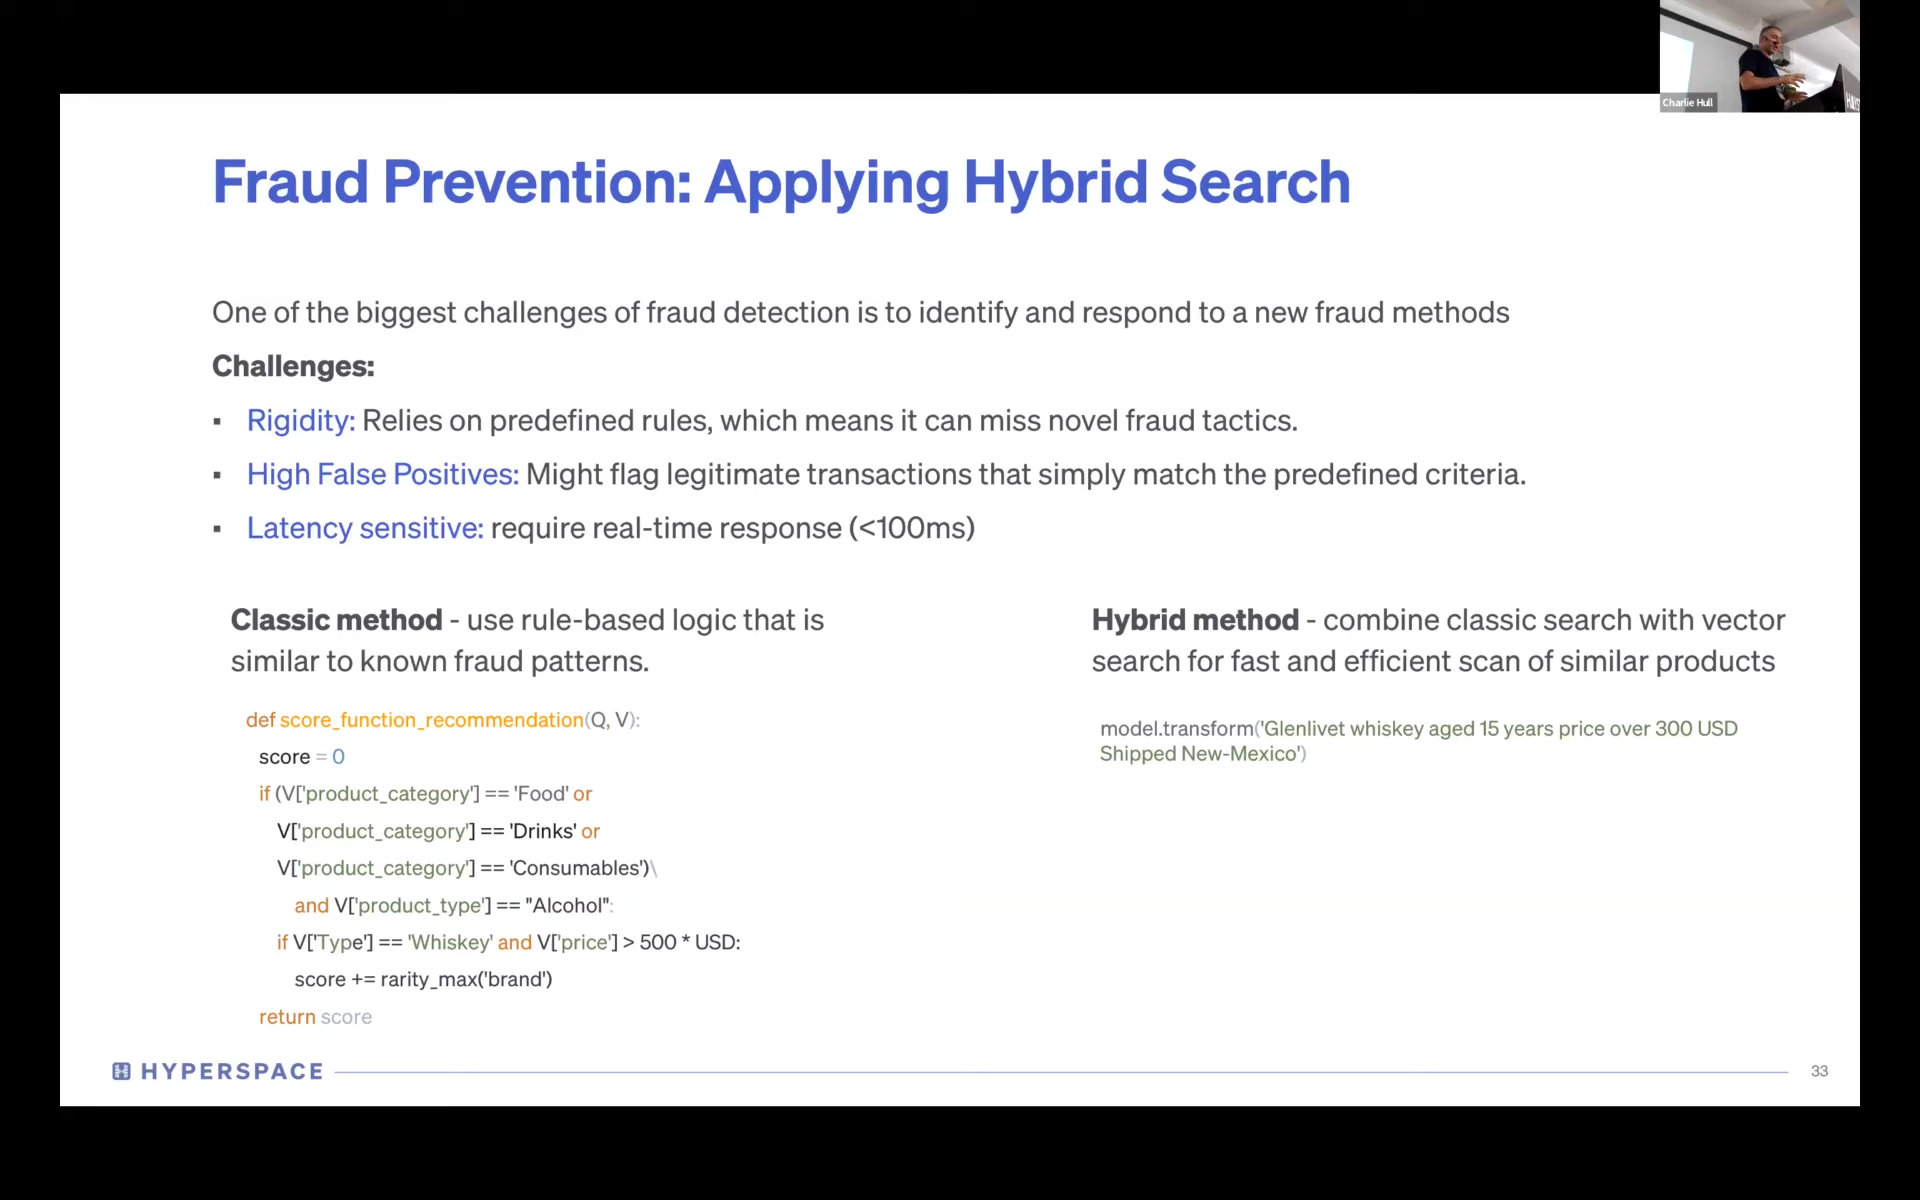 Charlie Hull
Fraud Prevention: Applying Hybrid Search
One of the biggest challenges of fraud detection is to identify and respond to a new fraud methods
Challenges:
▪ Rigidity: Relies on predefined rules, which means it can miss novel fraud tactics.
▪ High False Positives: Might flag legitimate transactions that simply match the predefined criteria.
▪ Latency sensitive: require real-time response (<100ms)
Classic method - use rule-based logic that is
similar to known fraud patterns.
def score_function_recommendation(Q, V):
score = 0
if (V['product_category'] == 'Food' or
V['product_category'] == 'Drinks' or
V['product_category'] == 'Consumables')\
and V['product_type'] == "Alcohol":
if V['Type'] == 'Whiskey' and V['price'] > 500 * USD:
score += rarity_max('brand')
return score
Hybrid method - combine classic search with vector
search for fast and efficient scan of similar products
model.transform('Glenlivet whiskey aged 15 years price over 300 USD
Shipped New-Mexico')
HYPERSPACE
33